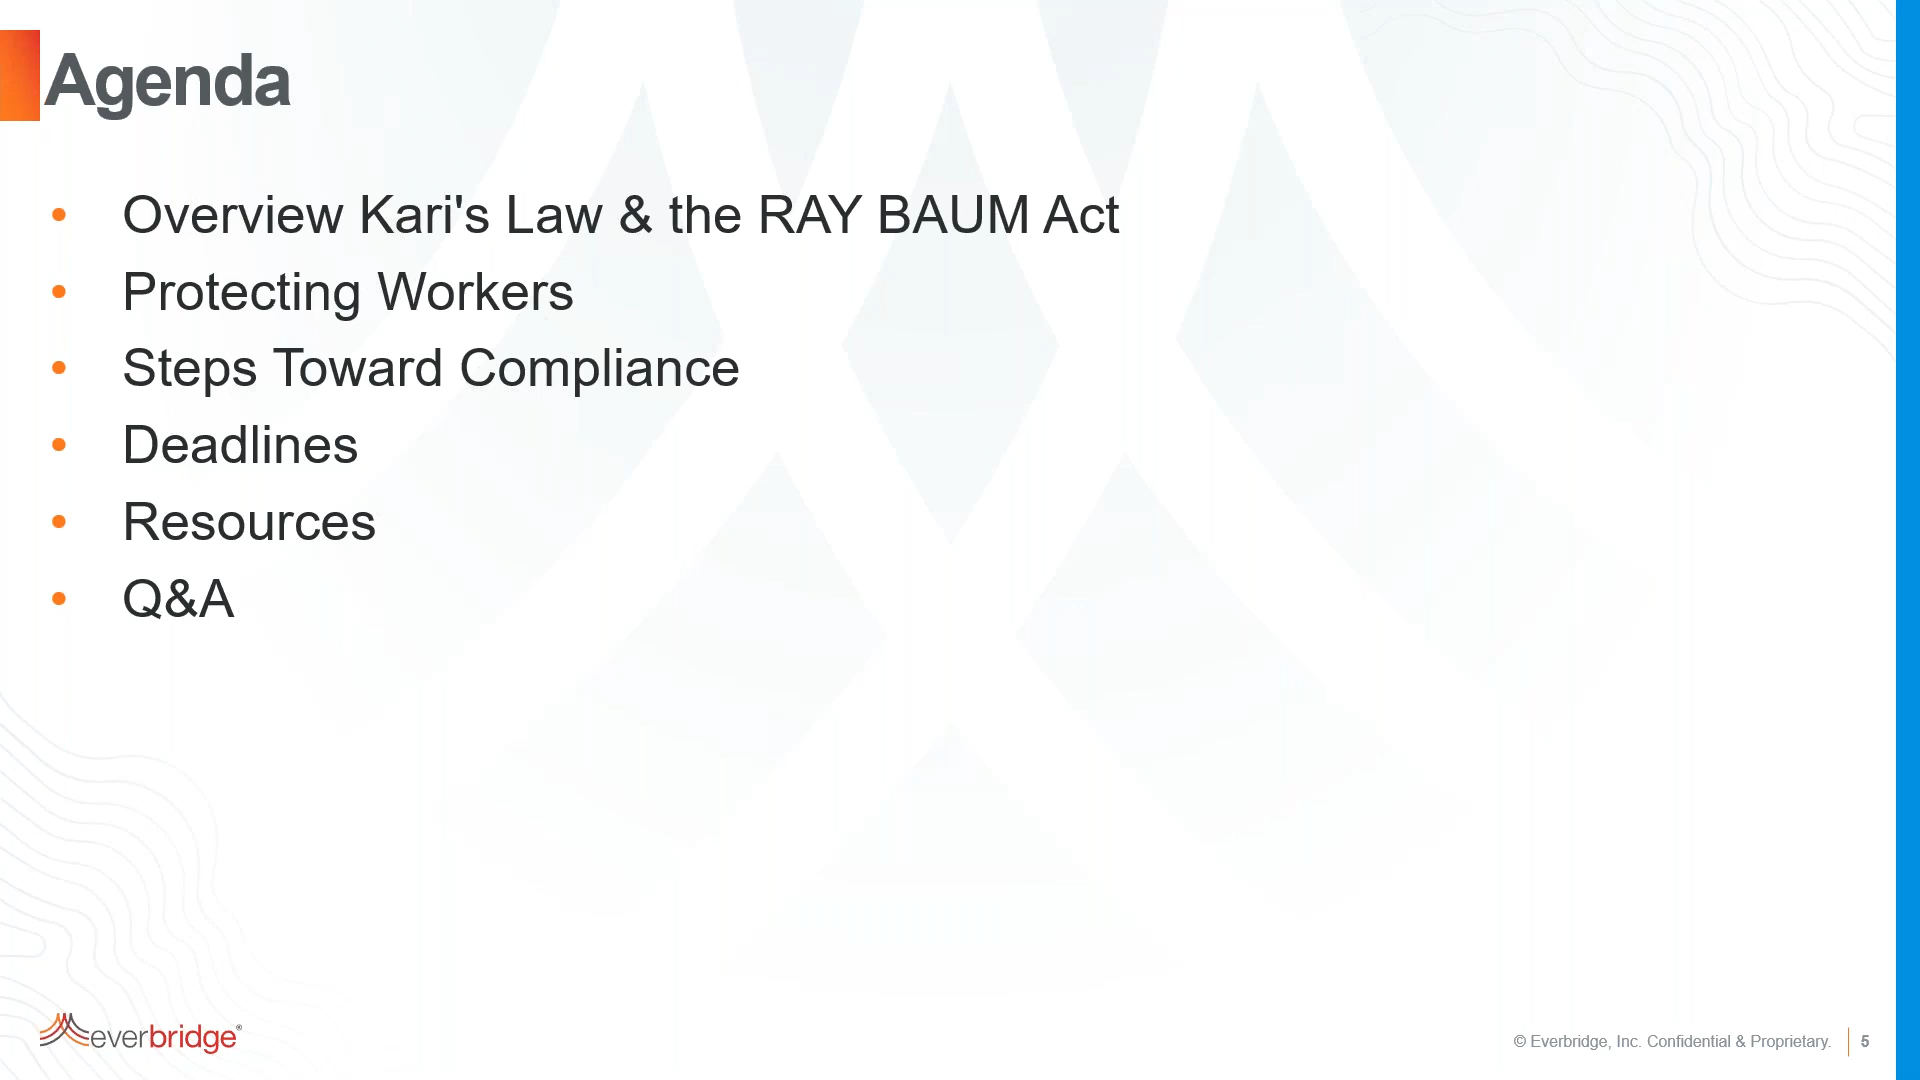 Agenda
• Overview Kari's Law & the RAY BAUM Act
• Protecting Workers
• Steps Toward Compliance
• Deadlines
• Resources
• Q&A
everbridge®
© Everbridge, Inc. Confidential & Proprietary. 5